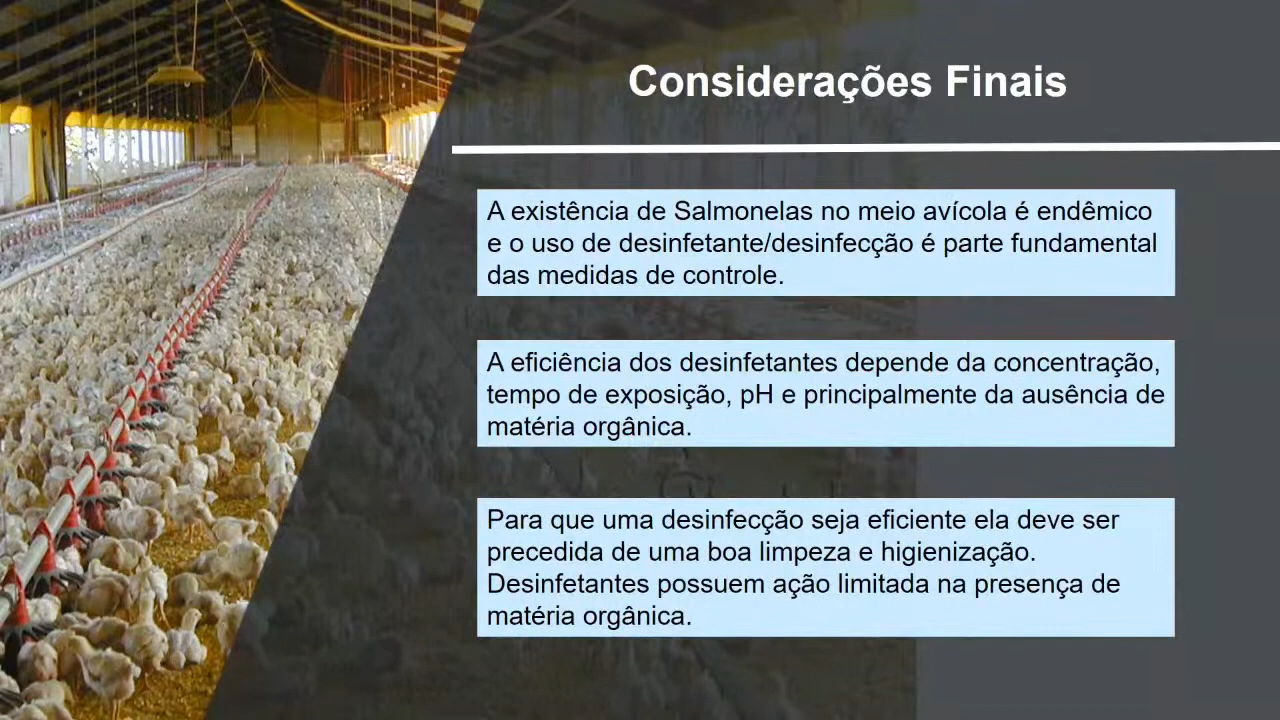 Considerações Finais
A existência de Salmonelas no meio avícola é endêmico
e o uso de desinfetante/desinfecção é parte fundamental
das medidas de controle.
A eficiência dos desinfetantes depende da concentração,
tempo de exposição, pH e principalmente da ausência de
matéria orgânica.
Para que uma desinfecção seja eficiente ela deve ser
precedida de uma boa limpeza e higienização.
Desinfetantes possuem ação limitada na presença de
matéria orgânica.